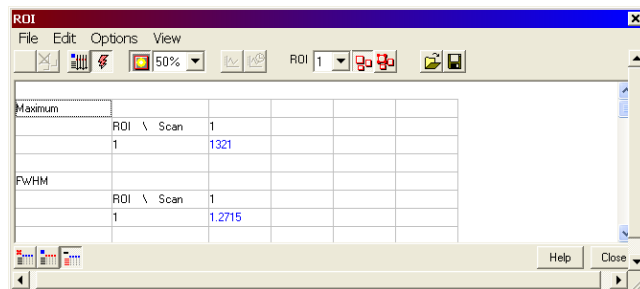 ROI
File Edit Options View
50% ROI 1
Maximum
ROI \ Scan 1
1 1321
FWHM
ROI \ Scan 1
1 1.2715
Help Close